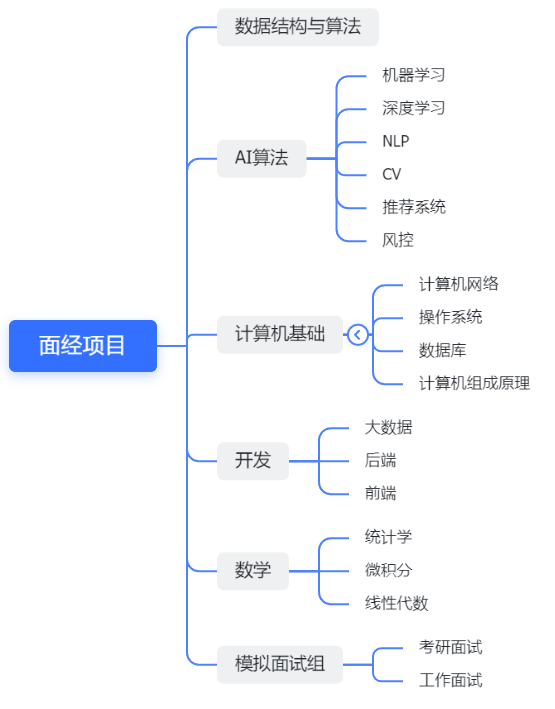 面经项目
数据结构与算法
AI算法
机器学习
深度学习
NLP
CV
推荐系统
风控
计算机基础
计算机网络
操作系统
数据库
计算机组成原理
开发
大数据
后端
前端
数学
统计学
微积分
线性代数
模拟面试组
考研面试
工作面试